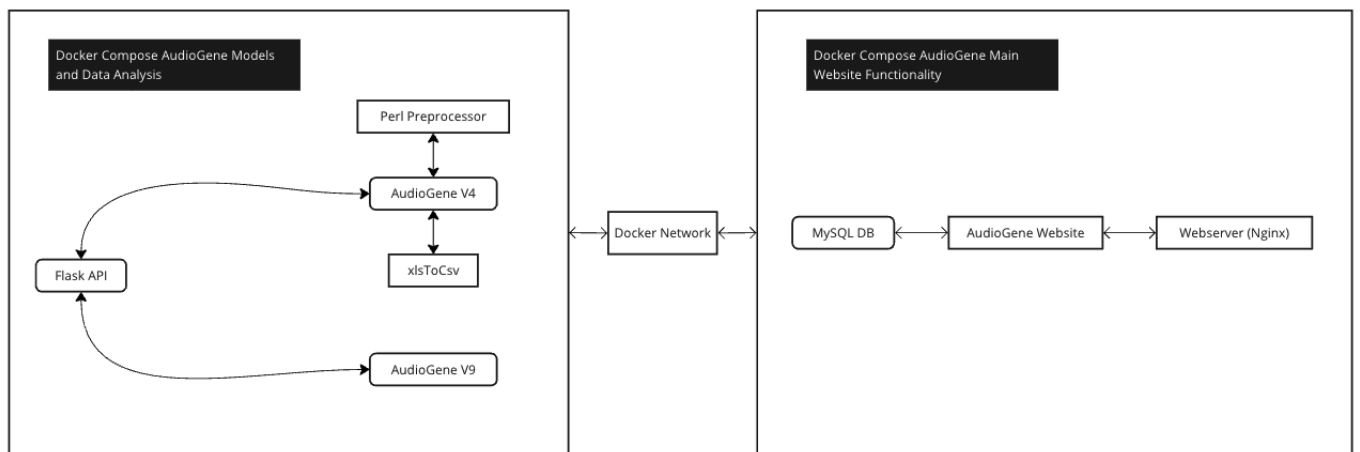 Docker Compose AudioGene Models
and Data Analysis
Perl Preprocessor
AudioGene V4
xlsToCsv
Flask API
AudioGene V9
Docker Network
Docker Compose AudioGene Main
Website Functionality
MySQL DB
AudioGene Website
Webserver (Nginx)